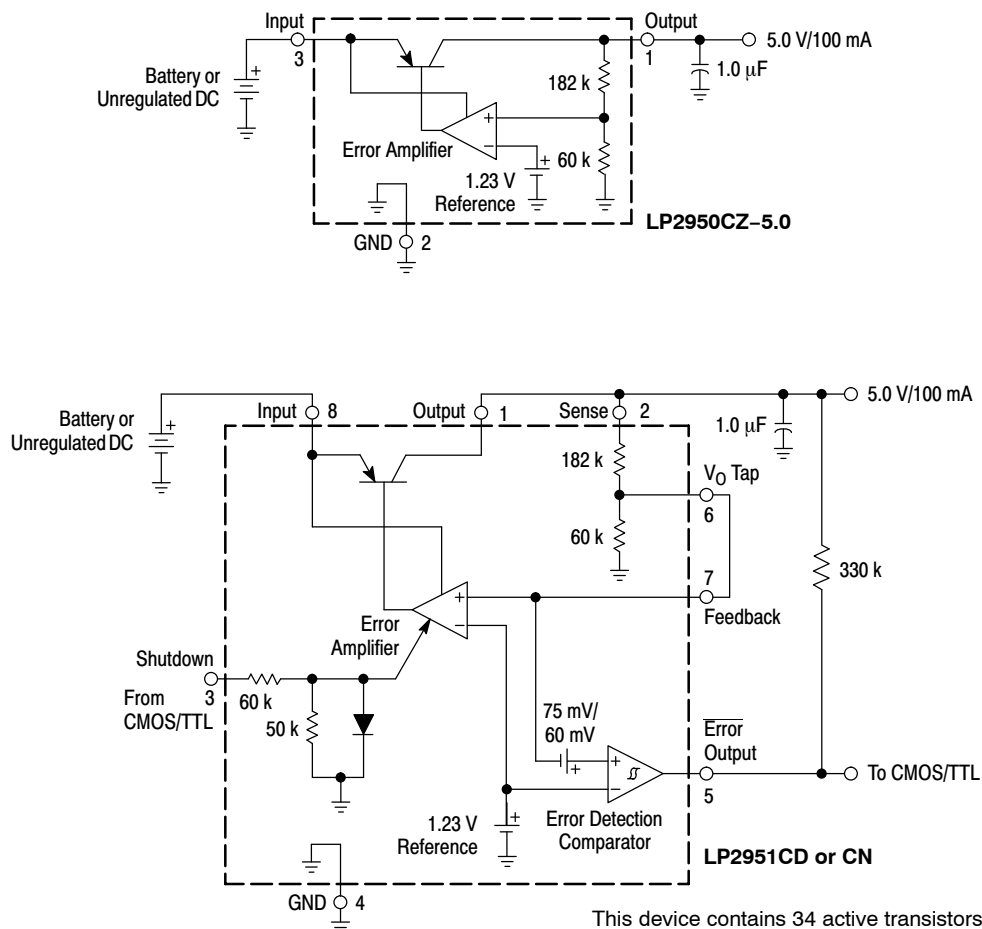 Input
3
Output
1
5.0 V/100 mA
Battery or
Unregulated DC
+
182 k
1.0 µF
+
−
Error Amplifier
60 k
+
1.23 V
Reference
GND
2
LP2950CZ–5.0
Battery or
Unregulated DC
+
Input
8
Output
1
Sense
2
5.0 V/100 mA
1.0 µF
182 k
VO Tap
6
60 k
7
Feedback
330 k
+
−
Error
Amplifier
Shutdown
3
From
CMOS/TTL
60 k
50 k
75 mV/
60 mV
+
+
−
Error
Output
5
To CMOS/TTL
+
1.23 V
Reference
Error Detection
Comparator
LP2951CD or CN
GND
4
This device contains 34 active transistors